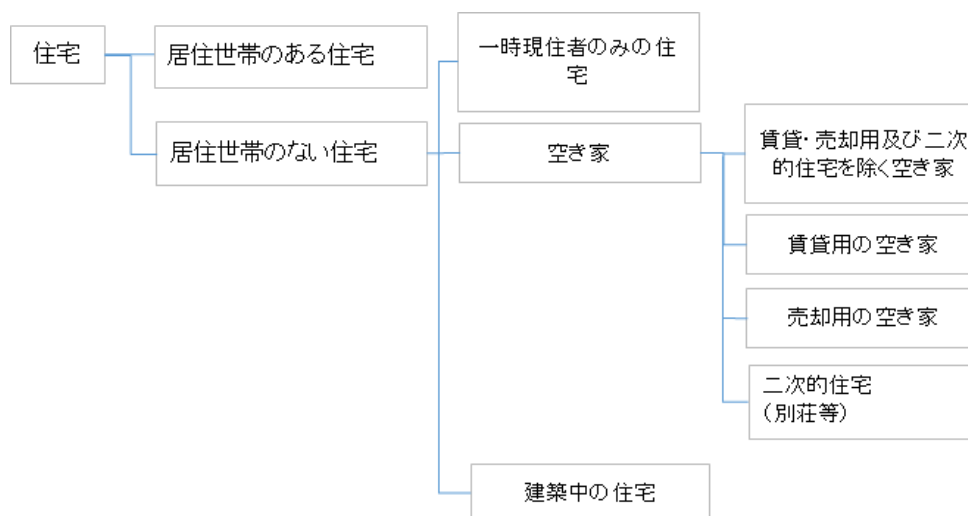 住宅
居住世帯のある住宅
居住世帯のない住宅
一時現住者のみの住
宅
空き家
建築中の住宅
賃貸・売却用及び二次
的住宅を除く空き家
賃貸用の空き家
売却用の空き家
二次的住宅
（別荘等）